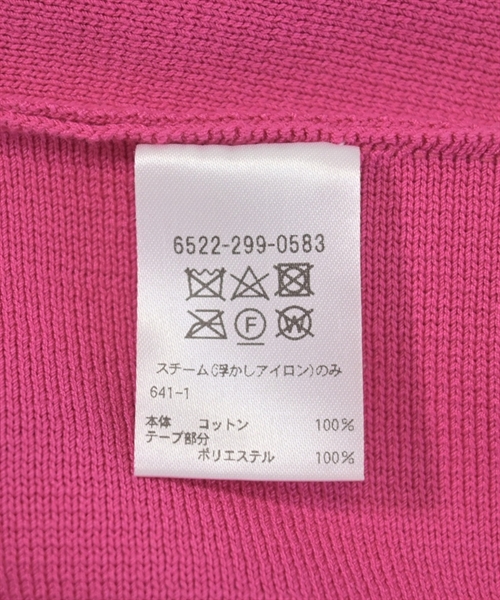 6522-299-0583
F W
スチーム(浮かしアイロン)のみ
641-1
本体 コットン 100%
テープ部分
ポリエステル 100%